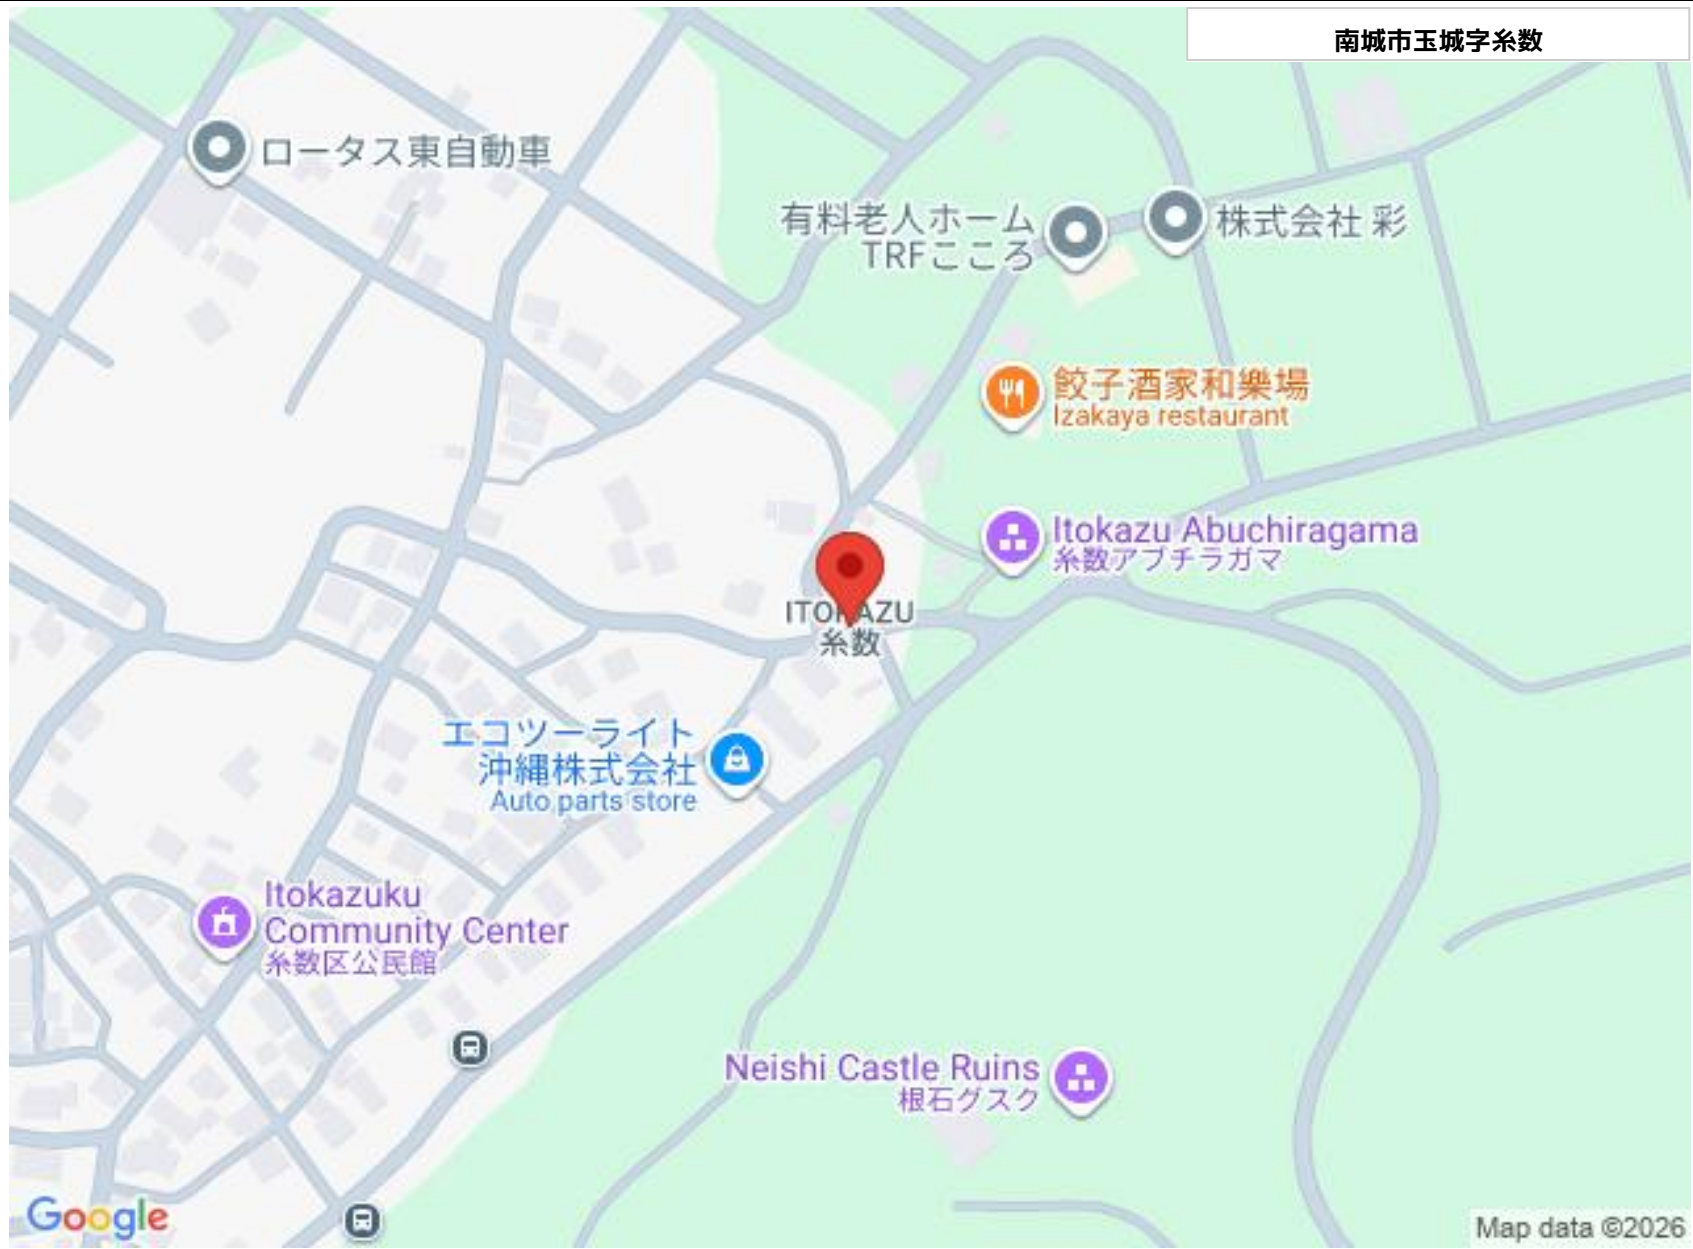 南城市玉城字糸数
ロータス東自動車
有料老人ホーム
TRFこころ
株式会社 彩
餃子酒家和樂場
Izakaya restaurant
Itokazu Abuchiragama
糸数アブチラガマ
ITOKAZU
糸数
エコツーライト
沖縄株式会社
Auto parts store
Itokazuku
Community Center
糸数区公民館
Neishi Castle Ruins
根石グスク
Google
Map data ©2026